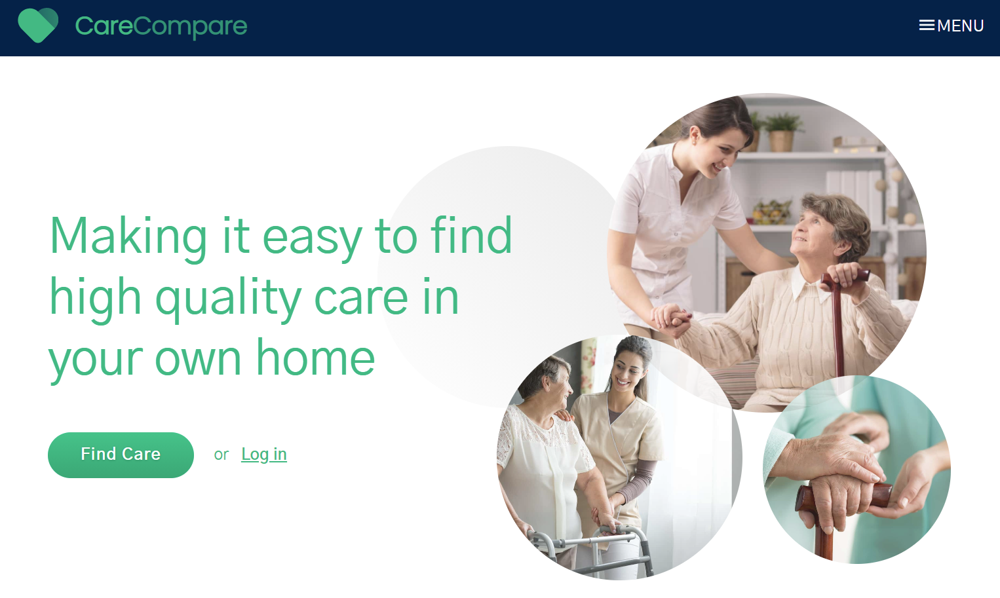 CareCompare
MENU
Making it easy to find
high quality care in
your own home
Find Care or Log in